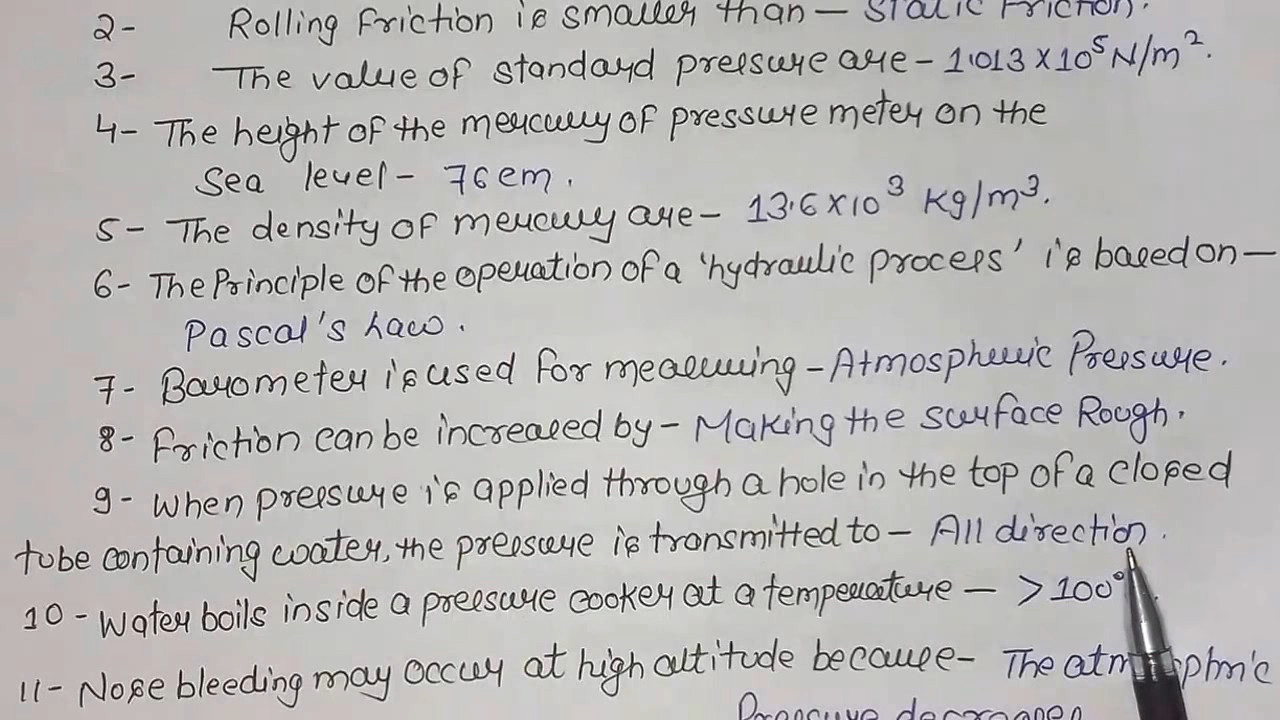 2- Rolling Friction is smaller than - Static Friction.
3- The value of standard pressure are - 1.013 x 10⁵ N/m².
4- The height of the mercury of pressure meter on the
Sea level - 76 cm.
5- The density of mercury are - 13.6 x 10³ Kg/m³.
6- The Principle of the operation of a 'hydraulic process' is based on -
Pascal's Law.
7- Barometer is used for measuring - Atmospheric Pressure.
8- Friction can be increased by - Making the surface Rough.
9- When pressure is applied through a hole in the top of a closed
tube containing water, the pressure is transmitted to - All direction.
10- Water boils inside a pressure cooker at a temperature - > 100°
11- Nose bleeding may occur at high altitude because - The
Pressure decreases